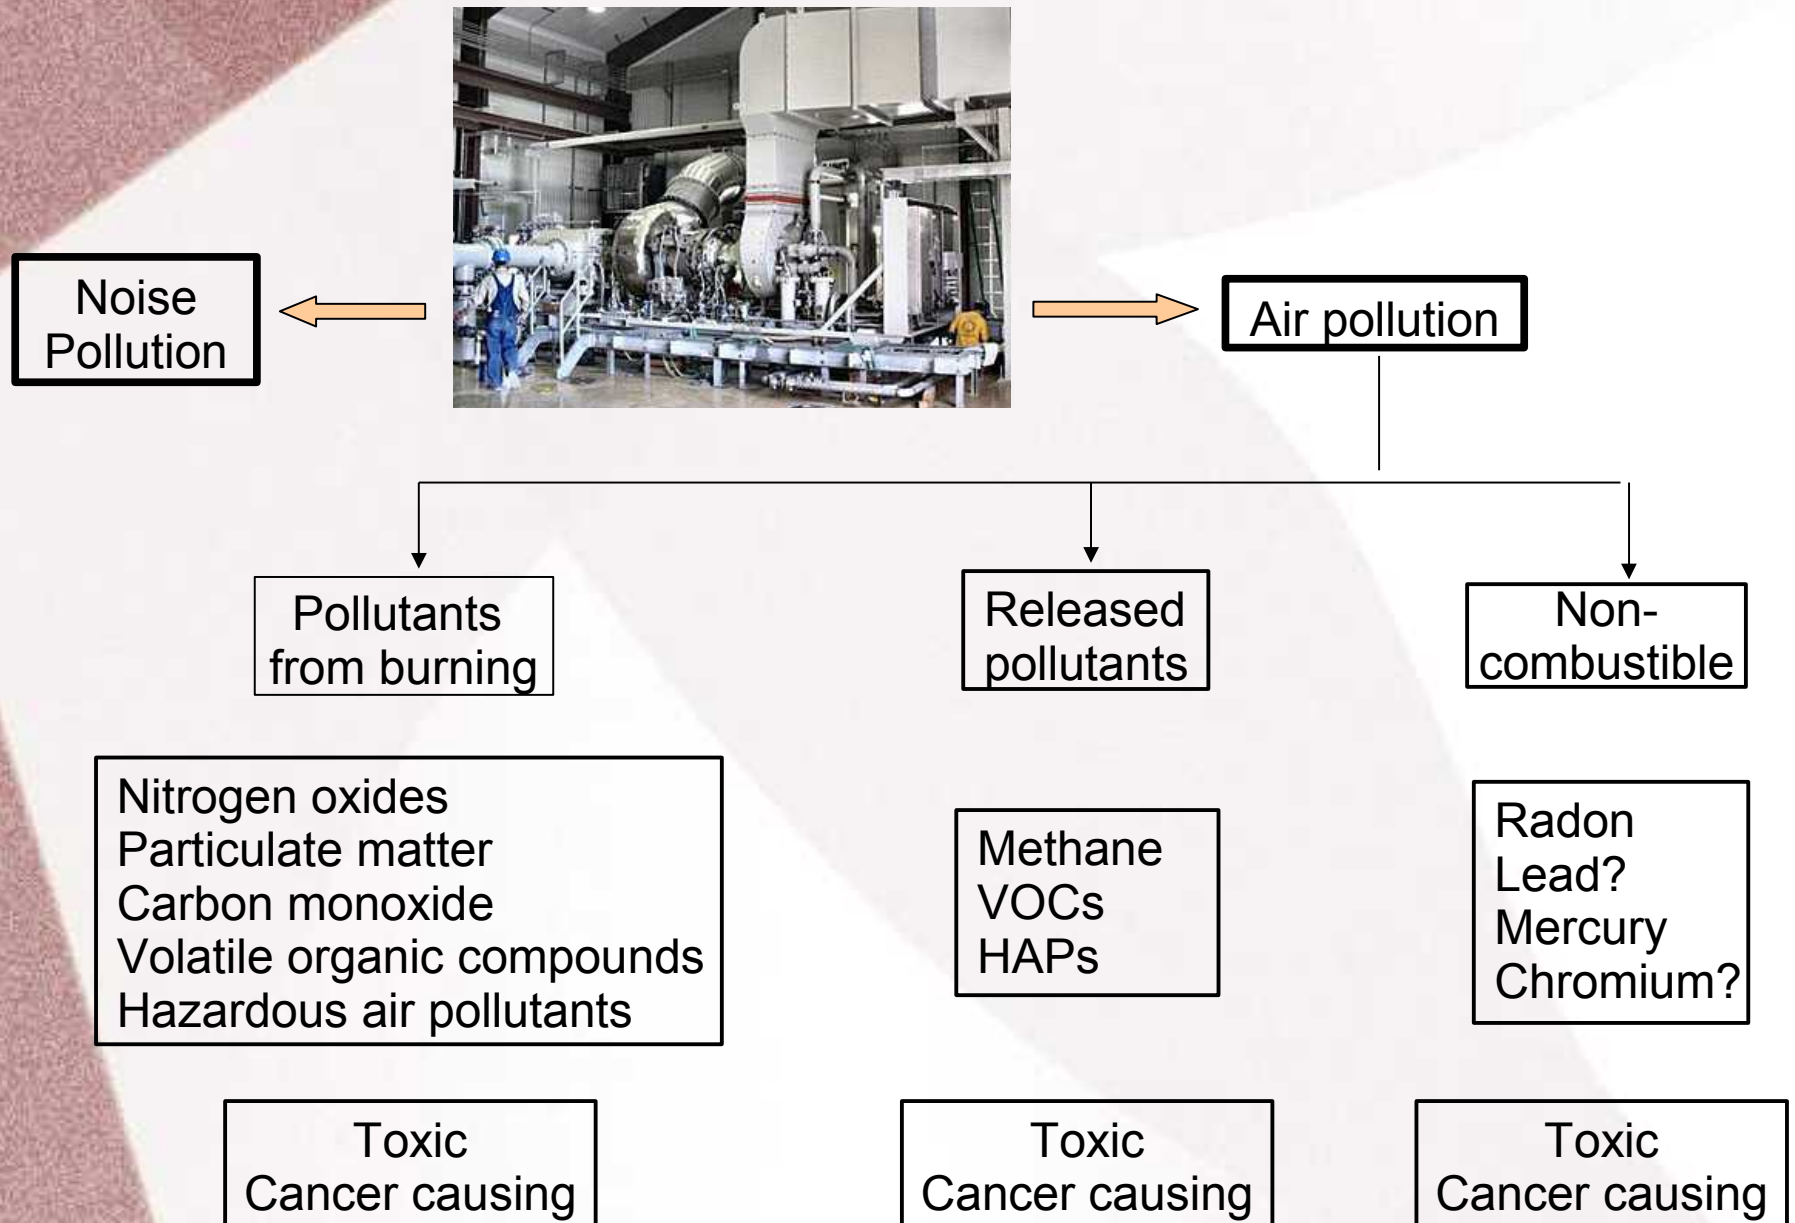 Noise
Pollution
Air pollution
Pollutants
from burning
Released
pollutants
Non-
combustible
Nitrogen oxides
Particulate matter
Carbon monoxide
Volatile organic compounds
Hazardous air pollutants
Methane
VOCs
HAPs
Radon
Lead?
Mercury
Chromium?
Toxic
Cancer causing
Toxic
Cancer causing
Toxic
Cancer causing